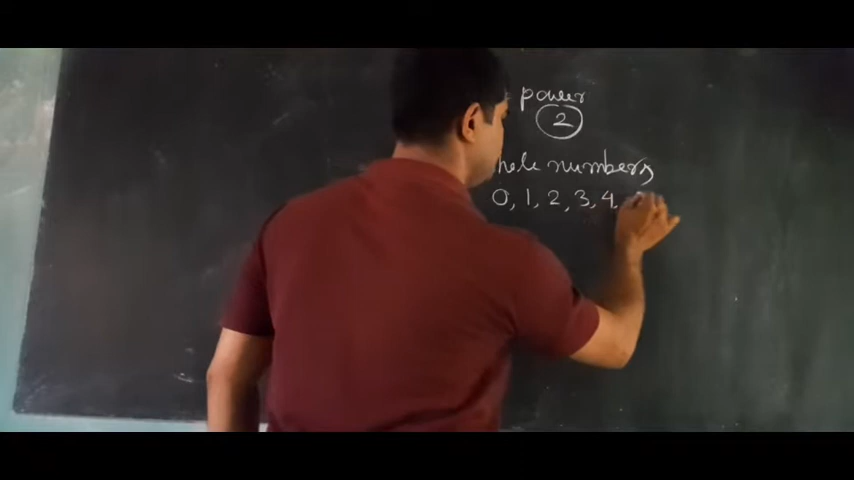 power
2
hole numbers
0, 1, 2, 3, 4,